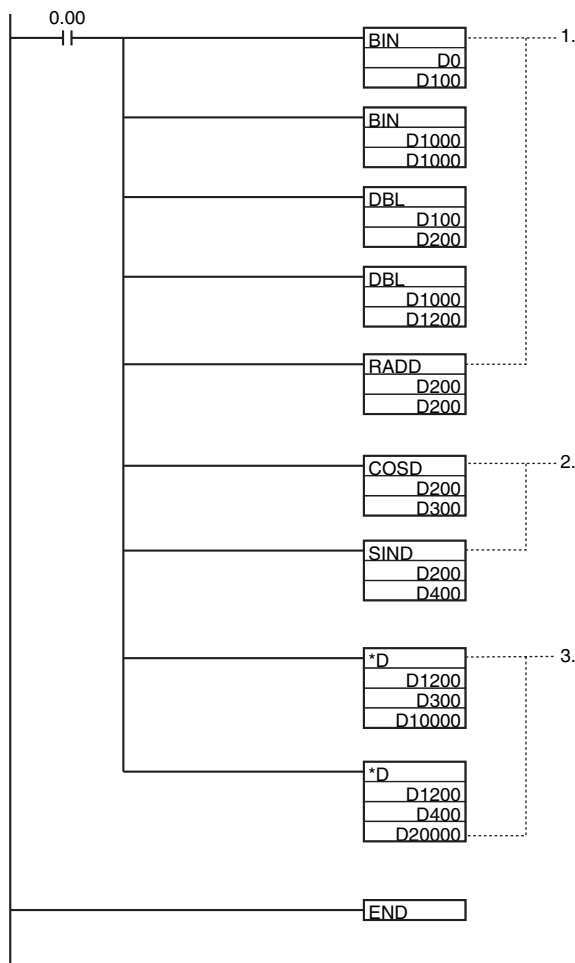 0.00
BIN
1.
D0
D100
BIN
D1000
D1000
DBL
D100
D200
DBL
D1000
D1200
RADD
D200
D200
COSD
2.
D200
D300
SIND
D200
D400
*D
3.
D1200
D300
D10000
*D
D1200
D400
D20000
END